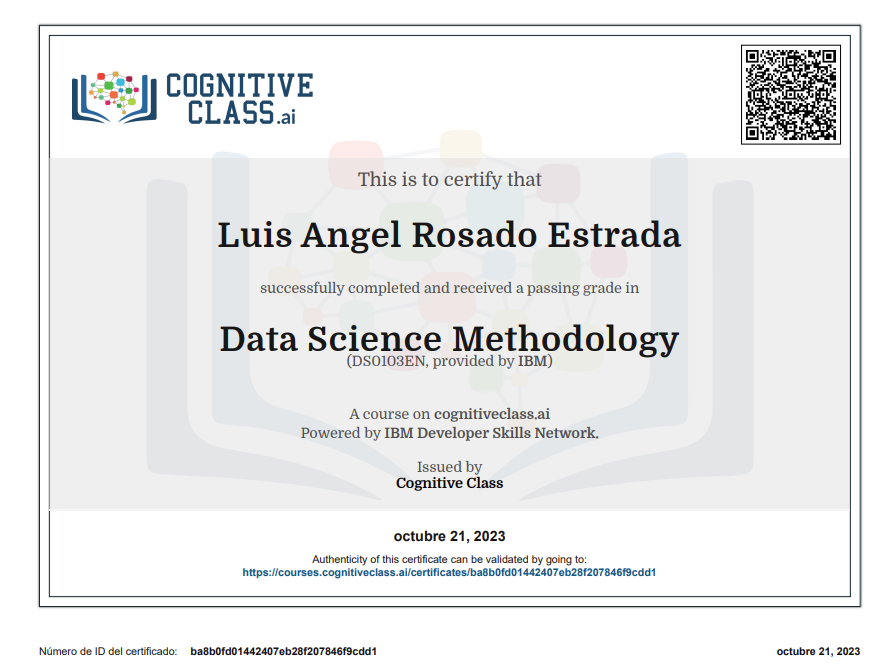 COGNITIVE
CLASS.ai
This is to certify that
Luis Angel Rosado Estrada
successfully completed and received a passing grade in
Data Science Methodology
(DS0103EN, provided by IBM)
A course on cognitiveclass.ai
Powered by IBM Developer Skills Network.
Issued by
Cognitive Class
octubre 21, 2023
Authenticity of this certificate can be validated by going to:
https://courses.cognitiveclass.ai/certificates/ba8b0fd01442407eb28f207846f9cdd1
Número de ID del certificado: ba8b0fd01442407eb28f207846f9cdd1
octubre 21, 2023